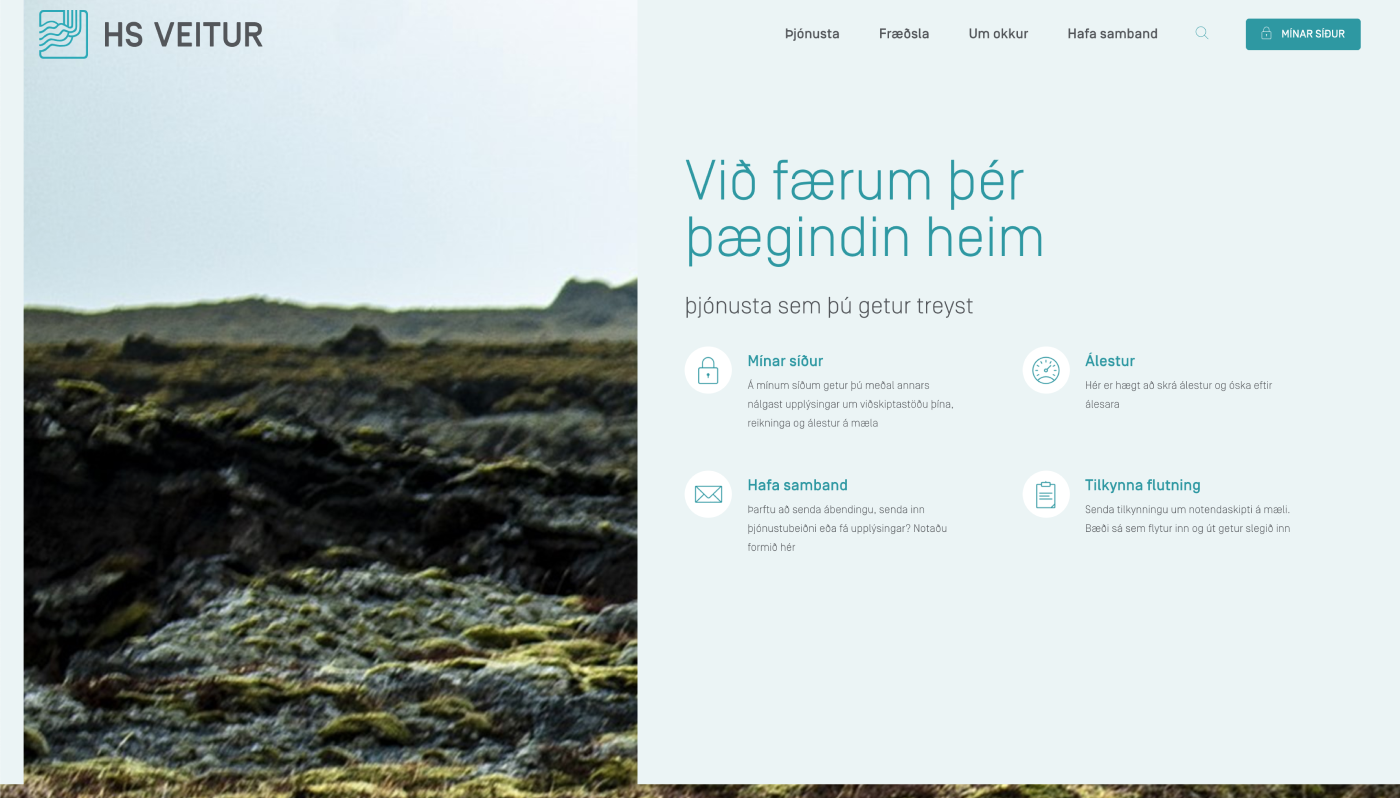 HS VEITUR
Þjónusta
Fræðsla
Um okkur
Hafa samband
MÍNAR SÍÐUR
Við færum þér
þægindin heim
þjónusta sem þú getur treyst
Mínar síður
Á mínum síðum getur þú meðal annars
nálgast upplýsingar um viðskiptastöðu þína,
reikninga og álestur á mæla
Álestur
Hér er hægt að skrá álestur og óska eftir
álesara
Hafa samband
Þarftu að senda ábendingu, senda inn
þjónustubeiðni eða fá upplýsingar? Notaðu
formið hér
Tilkynna flutning
Senda tilkynningu um notendaskipti á mæli.
Bæði sá sem flytur inn og út getur slegið inn